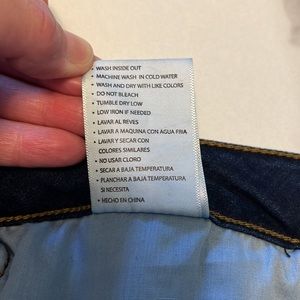 • WASH INSIDE OUT
• MACHINE WASH IN COLD WATER
• WASH AND DRY WITH LIKE COLORS
• DO NOT BLEACH
• TUMBLE DRY LOW
• LOW IRON IF NEEDED
• LAVAR AL REVES
• LAVAR A MAQUINA CON AGUA FRIA
• LAVAR Y SECAR CON
COLORES SIMILARES
• NO USAR CLORO
• SECAR A BAJA TEMPERATURA
• PLANCHAR A BAJA TEMPERATURA
SI NECESITA
• HECHO EN CHINA